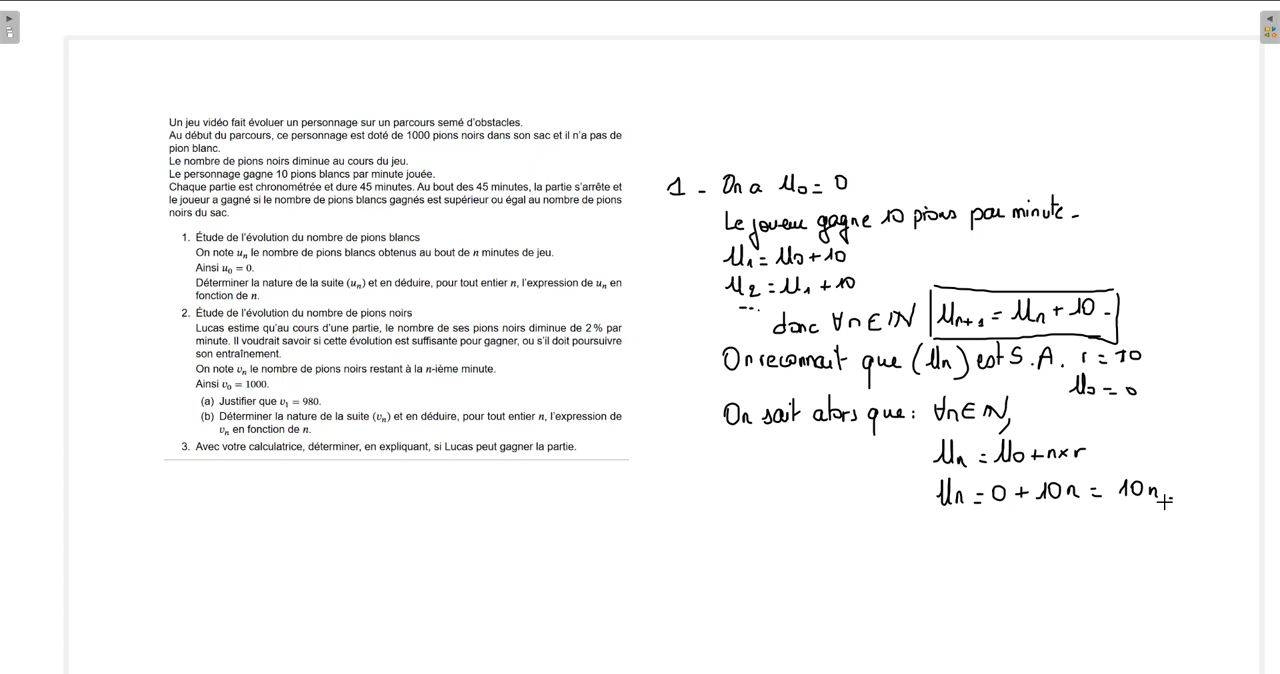 Un jeu vidéo fait évoluer un personnage sur un parcours semé d'obstacles.
Au début du parcours, ce personnage est doté de 1000 pions noirs dans son sac et il n'a pas de
pion blanc.
Le nombre de pions noirs diminue au cours du jeu.
Le personnage gagne 10 pions blancs par minute jouée.
Chaque partie est chronométrée et dure 45 minutes. Au bout des 45 minutes, la partie s'arrête et
le joueur a gagné si le nombre de pions blancs gagnés est supérieur ou égal au nombre de pions
noirs du sac.
1. Étude de l'évolution du nombre de pions blancs
On note uₙ le nombre de pions blancs obtenus au bout de n minutes de jeu.
Ainsi u₀ = 0.
Déterminer la nature de la suite (uₙ) et en déduire, pour tout entier n, l'expression de uₙ en
fonction de n.
2. Étude de l'évolution du nombre de pions noirs
Lucas estime qu'au cours d'une partie, le nombre de ses pions noirs diminue de 2 % par
minute. Il voudrait savoir si cette évolution est suffisante pour gagner, ou s'il doit poursuivre
son entraînement.
On note vₙ le nombre de pions noirs restant à la n-ième minute.
Ainsi v₀ = 1000.
(a) Justifier que v₁ = 980.
(b) Déterminer la nature de la suite (vₙ) et en déduire, pour tout entier n, l'expression de
vₙ en fonction de n.
3. Avec votre calculatrice, déterminer, en expliquant, si Lucas peut gagner la partie.
1 - On a u₀ = 0
Le joueur gagne 10 pions par minute -
u₁ = u₀ + 10
u₂ = u₁ + 10
...
donc ∀n ∈ ℕ uₙ₊₁ = uₙ + 10 -
On reconnait que (uₙ) est S.A. r = 10
u₀ = 0
On sait alors que : ∀n ∈ ℕ,
uₙ = u₀ + n × r
uₙ = 0 + 10n = 10n.